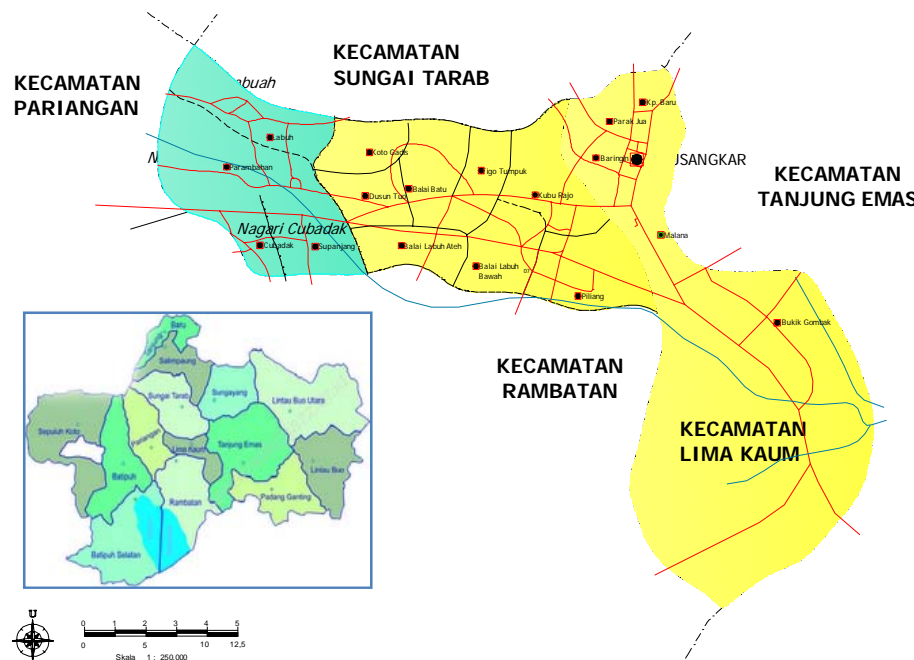 KECAMATAN
SUNGAI TARAB
KECAMATAN
PARIANGAN
abuah
Kp. Baru
Parak Jua
Labuh
Koto Gadis
Baringin
USANGKAR
N
Parambahan
Tigo Tumpuk
KECAMATAN
TANJUNG EMAS
Dusun Tuo
Balai Batu
Kubu Rajo
Nagari Cubadak
Malana
Cubadak
Supanjang
Balai Labuh Ateh
Balai Labuh
Bawah
07
Piliang
Bukik Gombak
KECAMATAN
RAMBATAN
KECAMATAN
LIMA KAUM
Baru
Salimpaung
Sungai Tarab
Sungayang
Lintau Buo Utara
Sepuluh Koto
Pariangan
Lima Kaum
Tanjung Emas
Lintau Buo
Batipuh
Rambatan
Padang Ganting
Batipuh Selatan
U
0 1 2 3 4 5
0 5 10 12,5
Skala 1 : 250.000